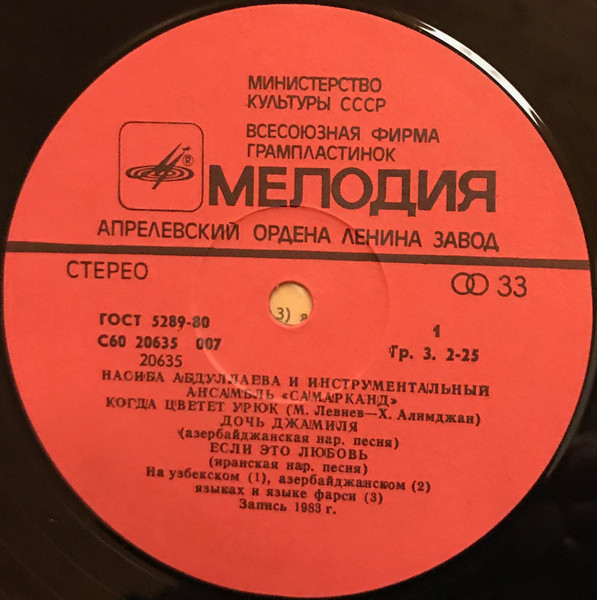 МИНИСТЕРСТВО
КУЛЬТУРЫ СССР
ВСЕСОЮЗНАЯ ФИРМА
ГРАМПЛАСТИНОК
®
МЕЛОДИЯ
АПРЕЛЕВСКИЙ ОРДЕНА ЛЕНИНА ЗАВОД
СТЕРЕО
33
3) я
ГОСТ 5289-80
1
С60 20635 007
Гр. 3. 2-25
20635
НАСИБА АБДУЛЛАЕВА И ИНСТРУМЕНТАЛЬНЫЙ
АНСАМБЛЬ «САМАРКАНД»
КОГДА ЦВЕТЕТ УРЮК (М. Левиев—Х. Алимджан)
ДОЧЬ ДЖАМИЛЯ
(азербайджанская нар. песня)
ЕСЛИ ЭТО ЛЮБОВЬ
(иранская нар. песня)
На узбекском (1), азербайджанском (2)
языках и языке фарси (3)
Запись 1983 г.